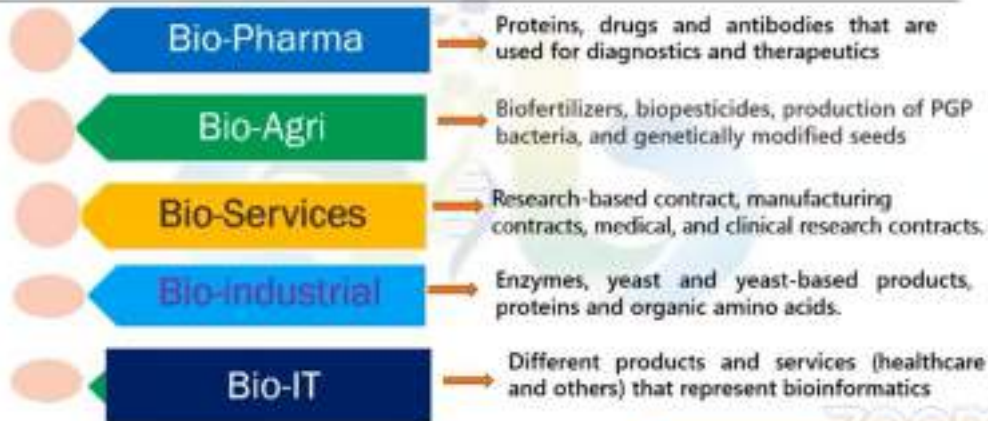 Bio-Pharma
Proteins, drugs and antibodies that are
used for diagnostics and therapeutics
Bio-Agri
Biofertilizers, biopesticides, production of PGP
bacteria, and genetically modified seeds
Bio-Services
Research-based contract, manufacturing
contracts, medical, and clinical research contracts.
Bio-industrial
Enzymes, yeast and yeast-based products,
proteins and organic amino acids.
Bio-IT
Different products and services (healthcare
and others) that represent bioinformatics